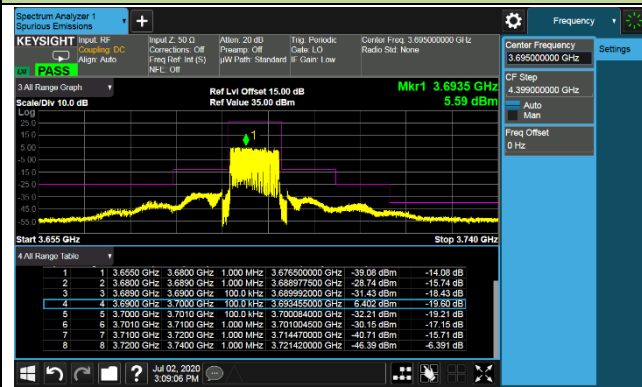 Spectrum Analyzer 1
Spurious Emissions
Frequency
KEYSIGHT
Input: RF
Coupling: DC
Align: Auto
Input Z: 50 Ω
Corrections: Off
Freq Ref: Int (S)
NFE: Off
Atten: 20 dB
Preamp: Off
µW Path: Standard
Trig: Periodic
Gate: LO
IF Gain: Low
Center Freq: 3.695000000 GHz
Radio Std: None
PASS
Center Frequency
3.695000000 GHz
Settings
CF Step
4.399000000 GHz
Auto
Man
Freq Offset
0 Hz
3 All Range Graph
Scale/Div 10.0 dB
Ref Lvl Offset 15.00 dB
Ref Value 35.00 dBm
Mkr1 3.6935 GHz
5.59 dBm
Log
25.0
15.0
5.00
-5.00
-15.0
-25.0
-35.0
-45.0
-55.0
1
Start 3.655 GHz
Stop 3.740 GHz
4 All Range Table
1 1 3.6550 GHz 3.6800 GHz 1.000 MHz 3.676500000 GHz -39.08 dBm -14.08 dB
2 2 3.6800 GHz 3.6890 GHz 1.000 MHz 3.688977500 GHz -28.74 dBm -15.74 dB
3 3 3.6890 GHz 3.6900 GHz 100.0 kHz 3.689992000 GHz -31.43 dBm -18.43 dB
4 4 3.6900 GHz 3.7000 GHz 100.0 kHz 3.693455000 GHz 6.402 dBm -19.60 dB
5 5 3.7000 GHz 3.7010 GHz 100.0 kHz 3.700084000 GHz -32.21 dBm -19.21 dB
6 6 3.7010 GHz 3.7100 GHz 1.000 MHz 3.701004500 GHz -30.15 dBm -17.15 dB
7 7 3.7100 GHz 3.7200 GHz 1.000 MHz 3.714470000 GHz -40.71 dBm -15.71 dB
8 8 3.7200 GHz 3.7400 GHz 1.000 MHz 3.721420000 GHz -46.39 dBm -6.391 dB
Jul 02, 2020
3:09:06 PM